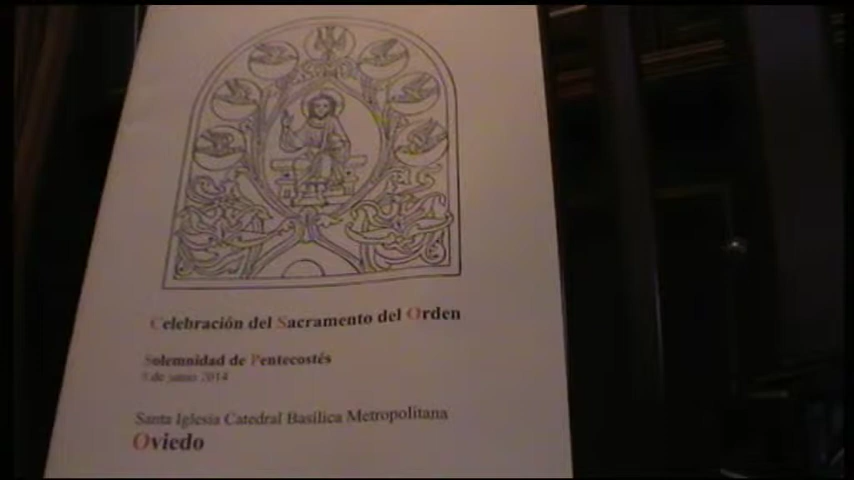 Celebración del Sacramento del Orden
Solemnidad de Pentecostés
8 de junio 2014
Santa Iglesia Catedral Basílica Metropolitana
Oviedo